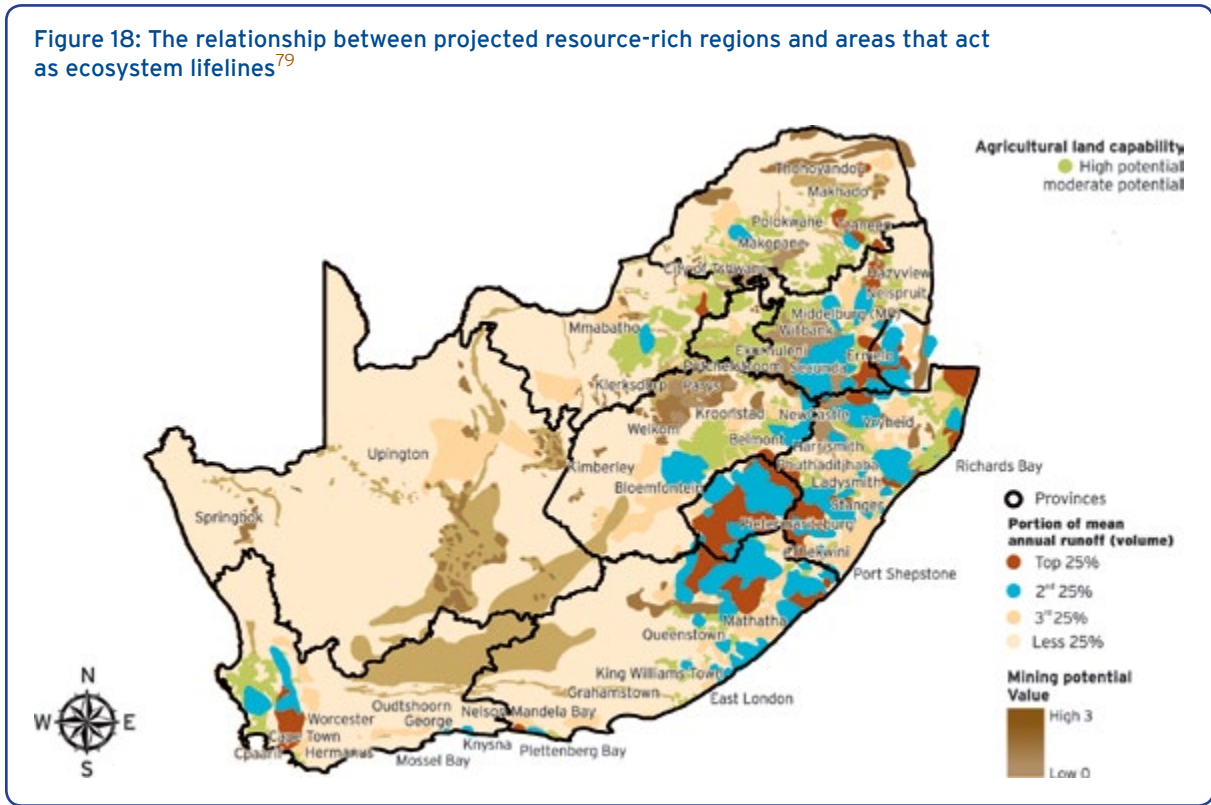 Figure 18: The relationship between projected resource-rich regions and areas that act
as ecosystem lifelines79
Agricultural land capability
High potential
moderate potential
Thohoyandou
Makhado
Polokwane
Tzaneen
Makopane
City of Tshwane
Hazyview
Nelspruit
Middelburg (MP)
Mmabatho
Witbank
Ekurhuleni
Ermelo
Potchefstroom
Secunda
Klerksdorp
Parys
Kroonstad
Newcastle
Vryheid
Welkom
Belmont
Harrismith
Upington
Kimberley
Phuthaditjhaba
Richards Bay
Bloemfontein
Ladysmith
Stanger
Springbok
Pietermaritzburg
eThekwini
Port Shepstone
Mathatha
Queenstown
King Williams Town
Grahamstown
East London
Oudtshoorn
Nelson Mandela Bay
Worcester
George
Cape Town
Knysna
Plettenberg Bay
Hermanus
Mossel Bay
Provinces
Portion of mean
annual runoff (volume)
Top 25%
2nd 25%
3rd 25%
Less 25%
Mining potential
Value
High 3
Low 0
N
W
E
S